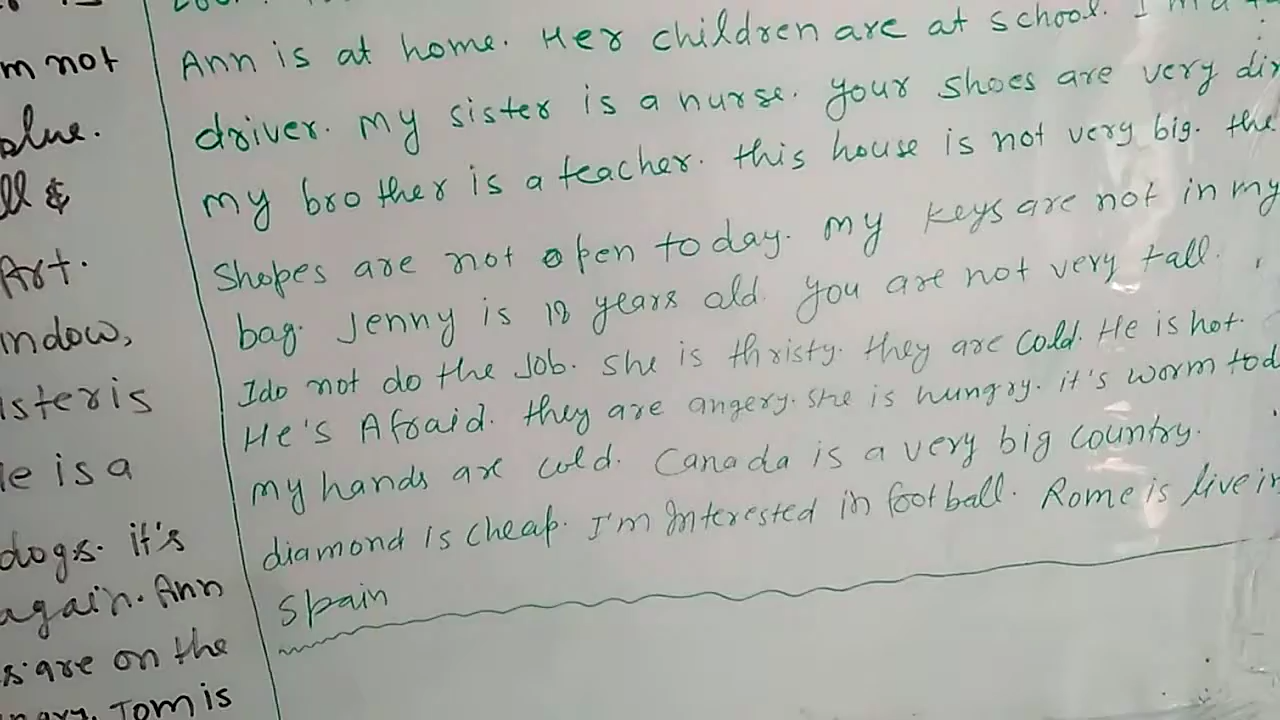 m not
blue.
ll &
Art.
indow,
ister is
le is a
dogs. it's
again. Ann
s are on the
Tom is
Ann is at home. Her children are at school. I'm a
driver. my sister is a nurse. your shoes are very dir
my brother is a teacher. this house is not very big. the
Shopes are not open today. my keys are not in my
bag. Jenny is 18 years old. you are not very tall.
I do not do the Job. she is thristy. they are cold. He is hot.
He's Afraid. they are angery. she is hungry. it's worm tod
my hands are cold. Canada is a very big country.
diamond is cheap. I'm Interested in football. Rome is live in
spain